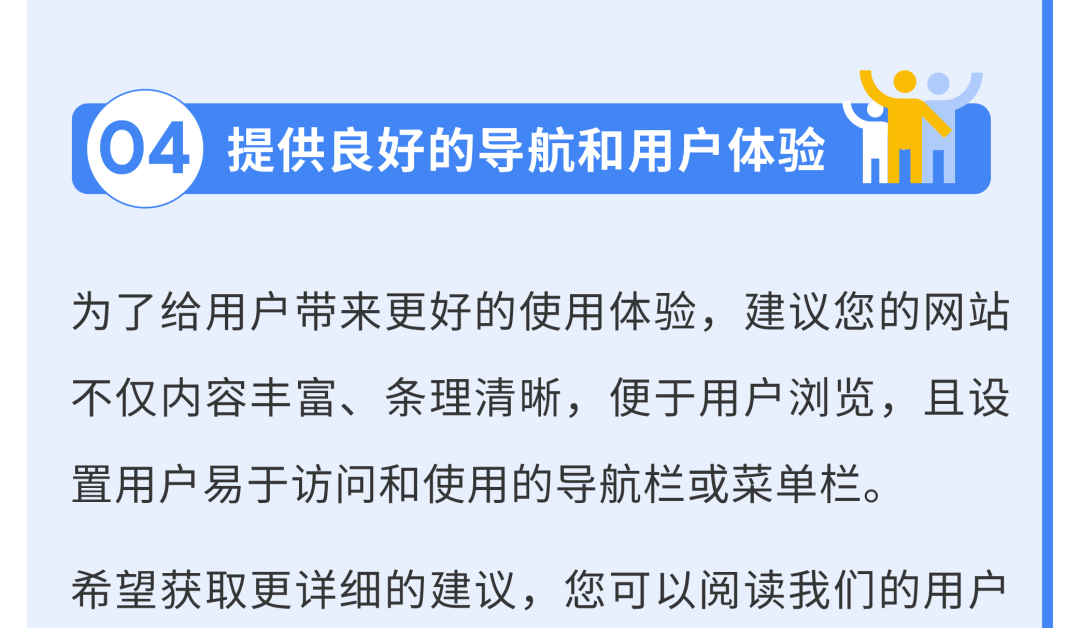 04 提供良好的导航和用户体验
为了给用户带来更好的使用体验，建议您的网站
不仅内容丰富、条理清晰，便于用户浏览，且设
置用户易于访问和使用的导航栏或菜单栏。
希望获取更详细的建议，您可以阅读我们的用户